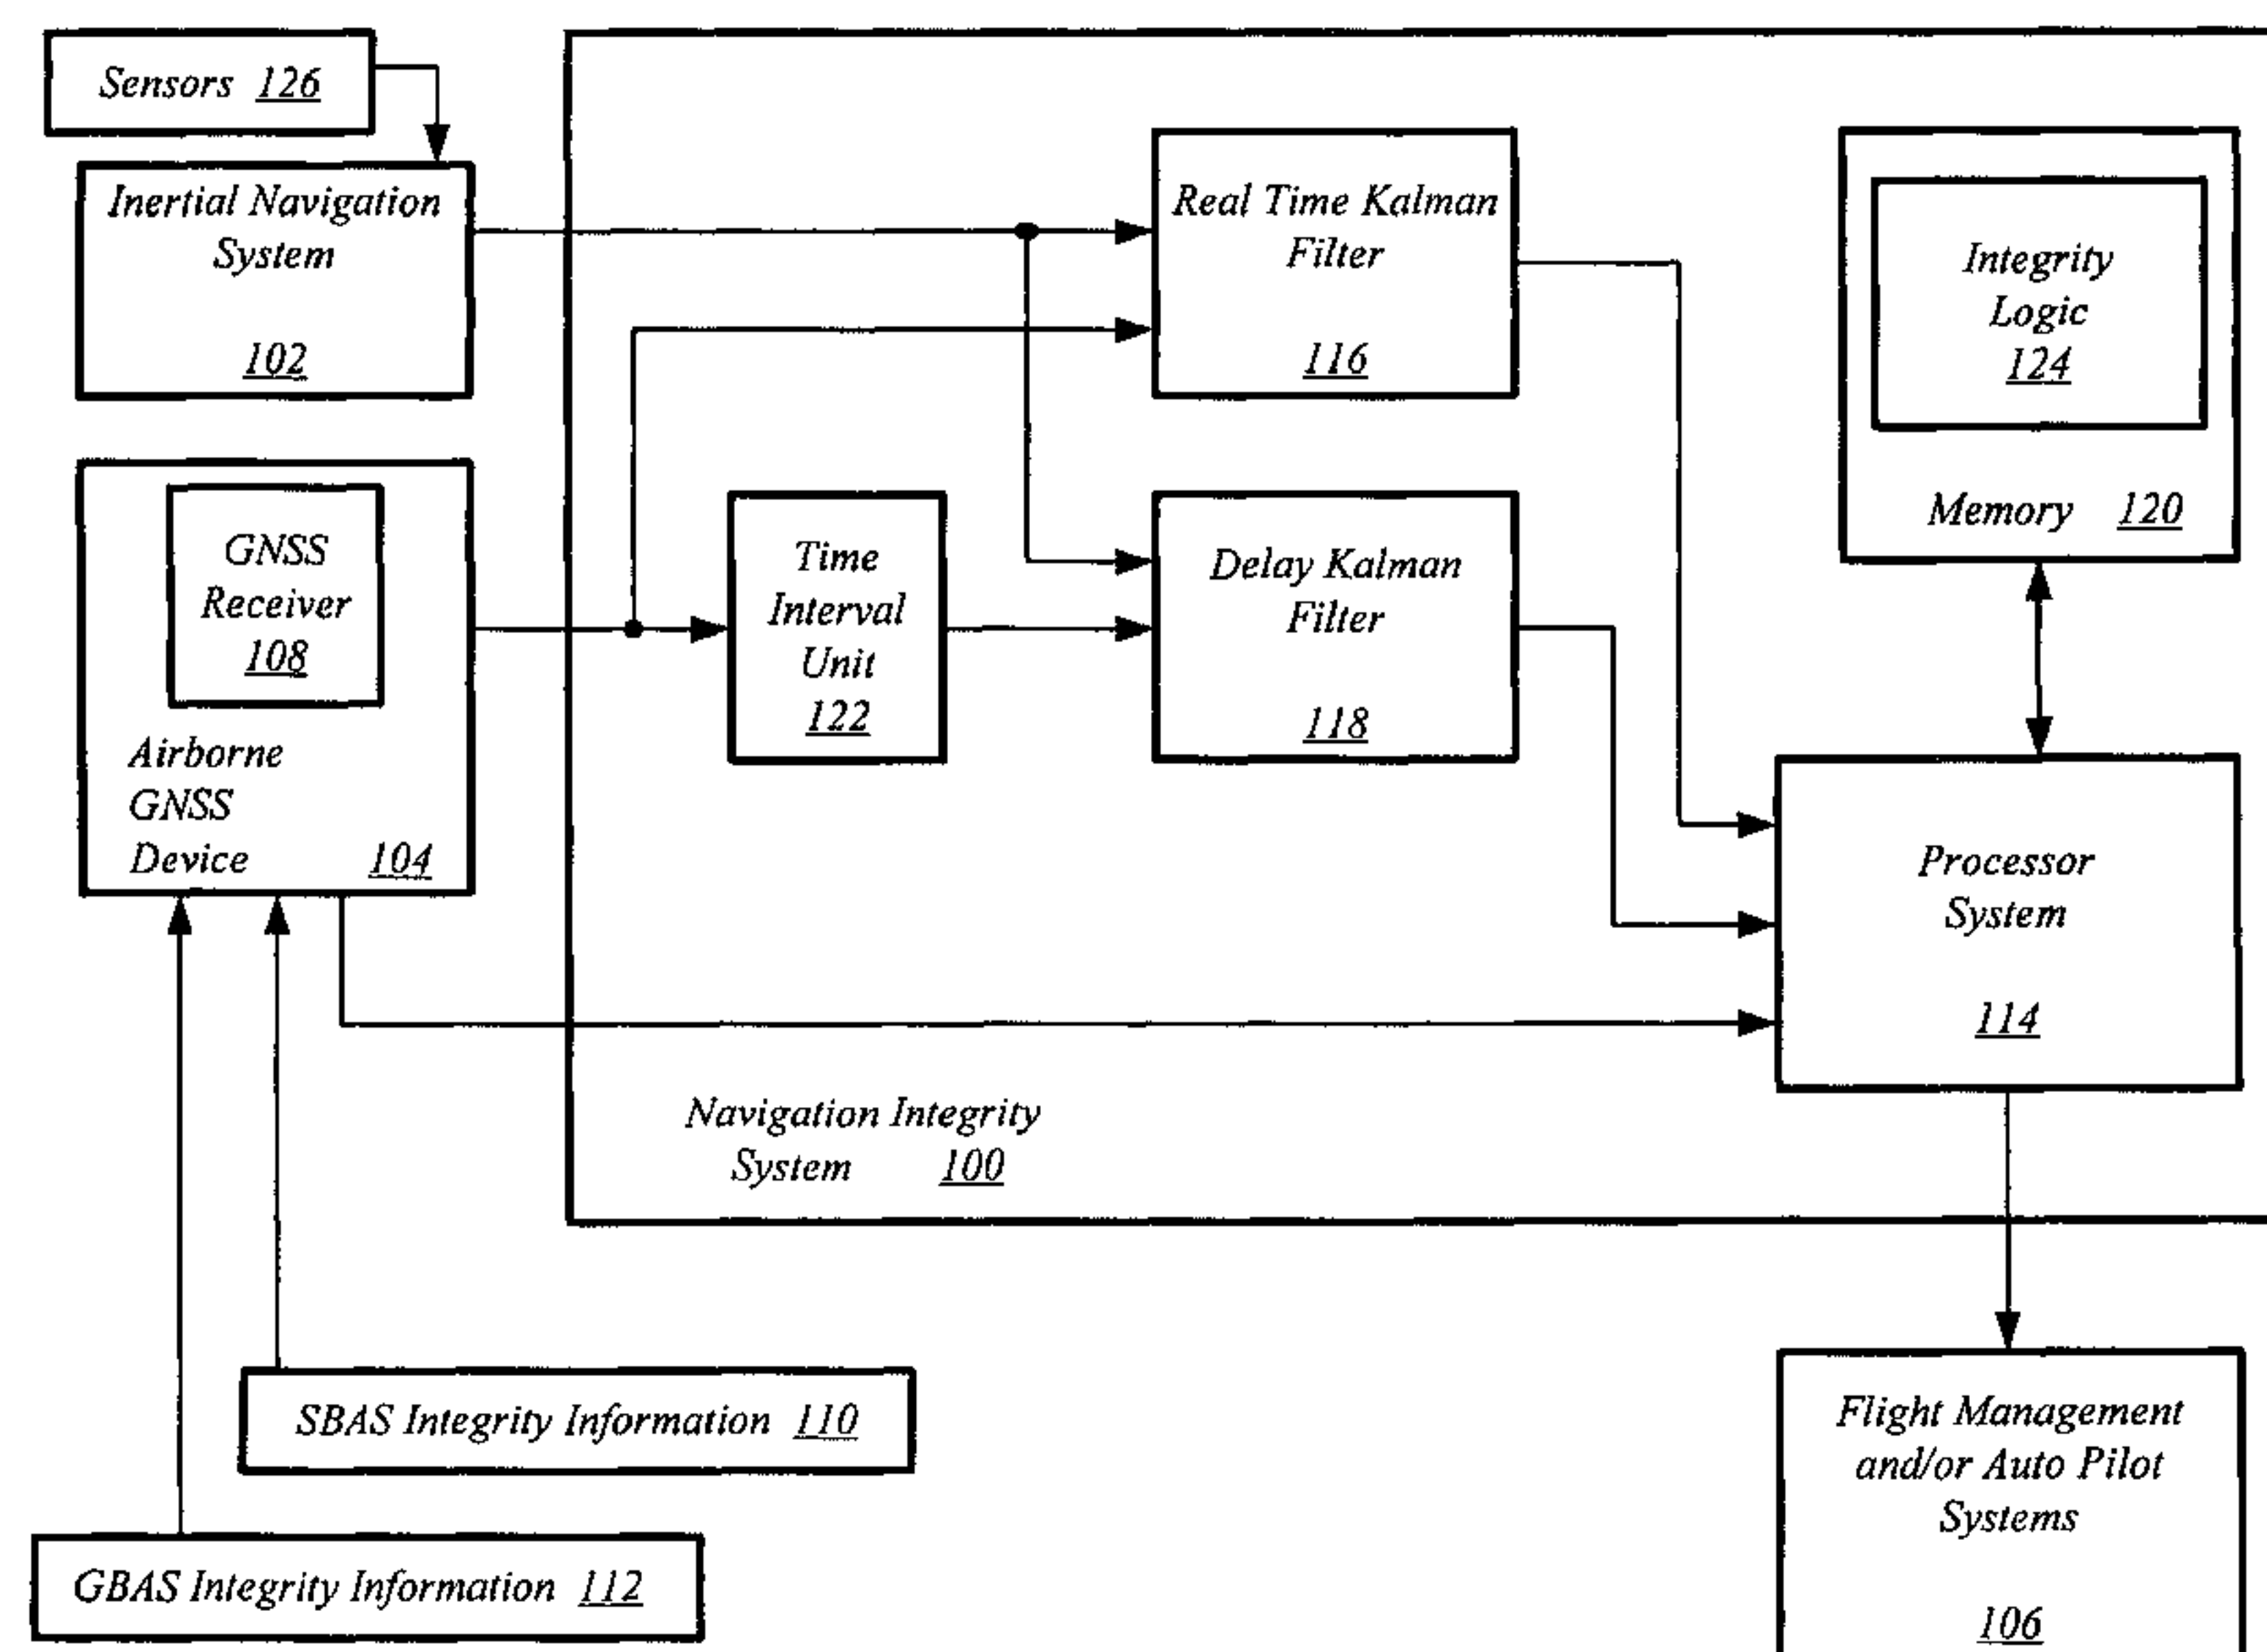 Sensors 126
Inertial Navigation
System
102
Real Time Kalman
Filter
116
Integrity
Logic
124
Memory 120
GNSS
Receiver
108
Airborne
GNSS
Device 104
Time
Interval
Unit
122
Delay Kalman
Filter
118
Processor
System
114
Navigation Integrity
System 100
SBAS Integrity Information 110
GBAS Integrity Information 112
Flight Management
and/or Auto Pilot
Systems
106